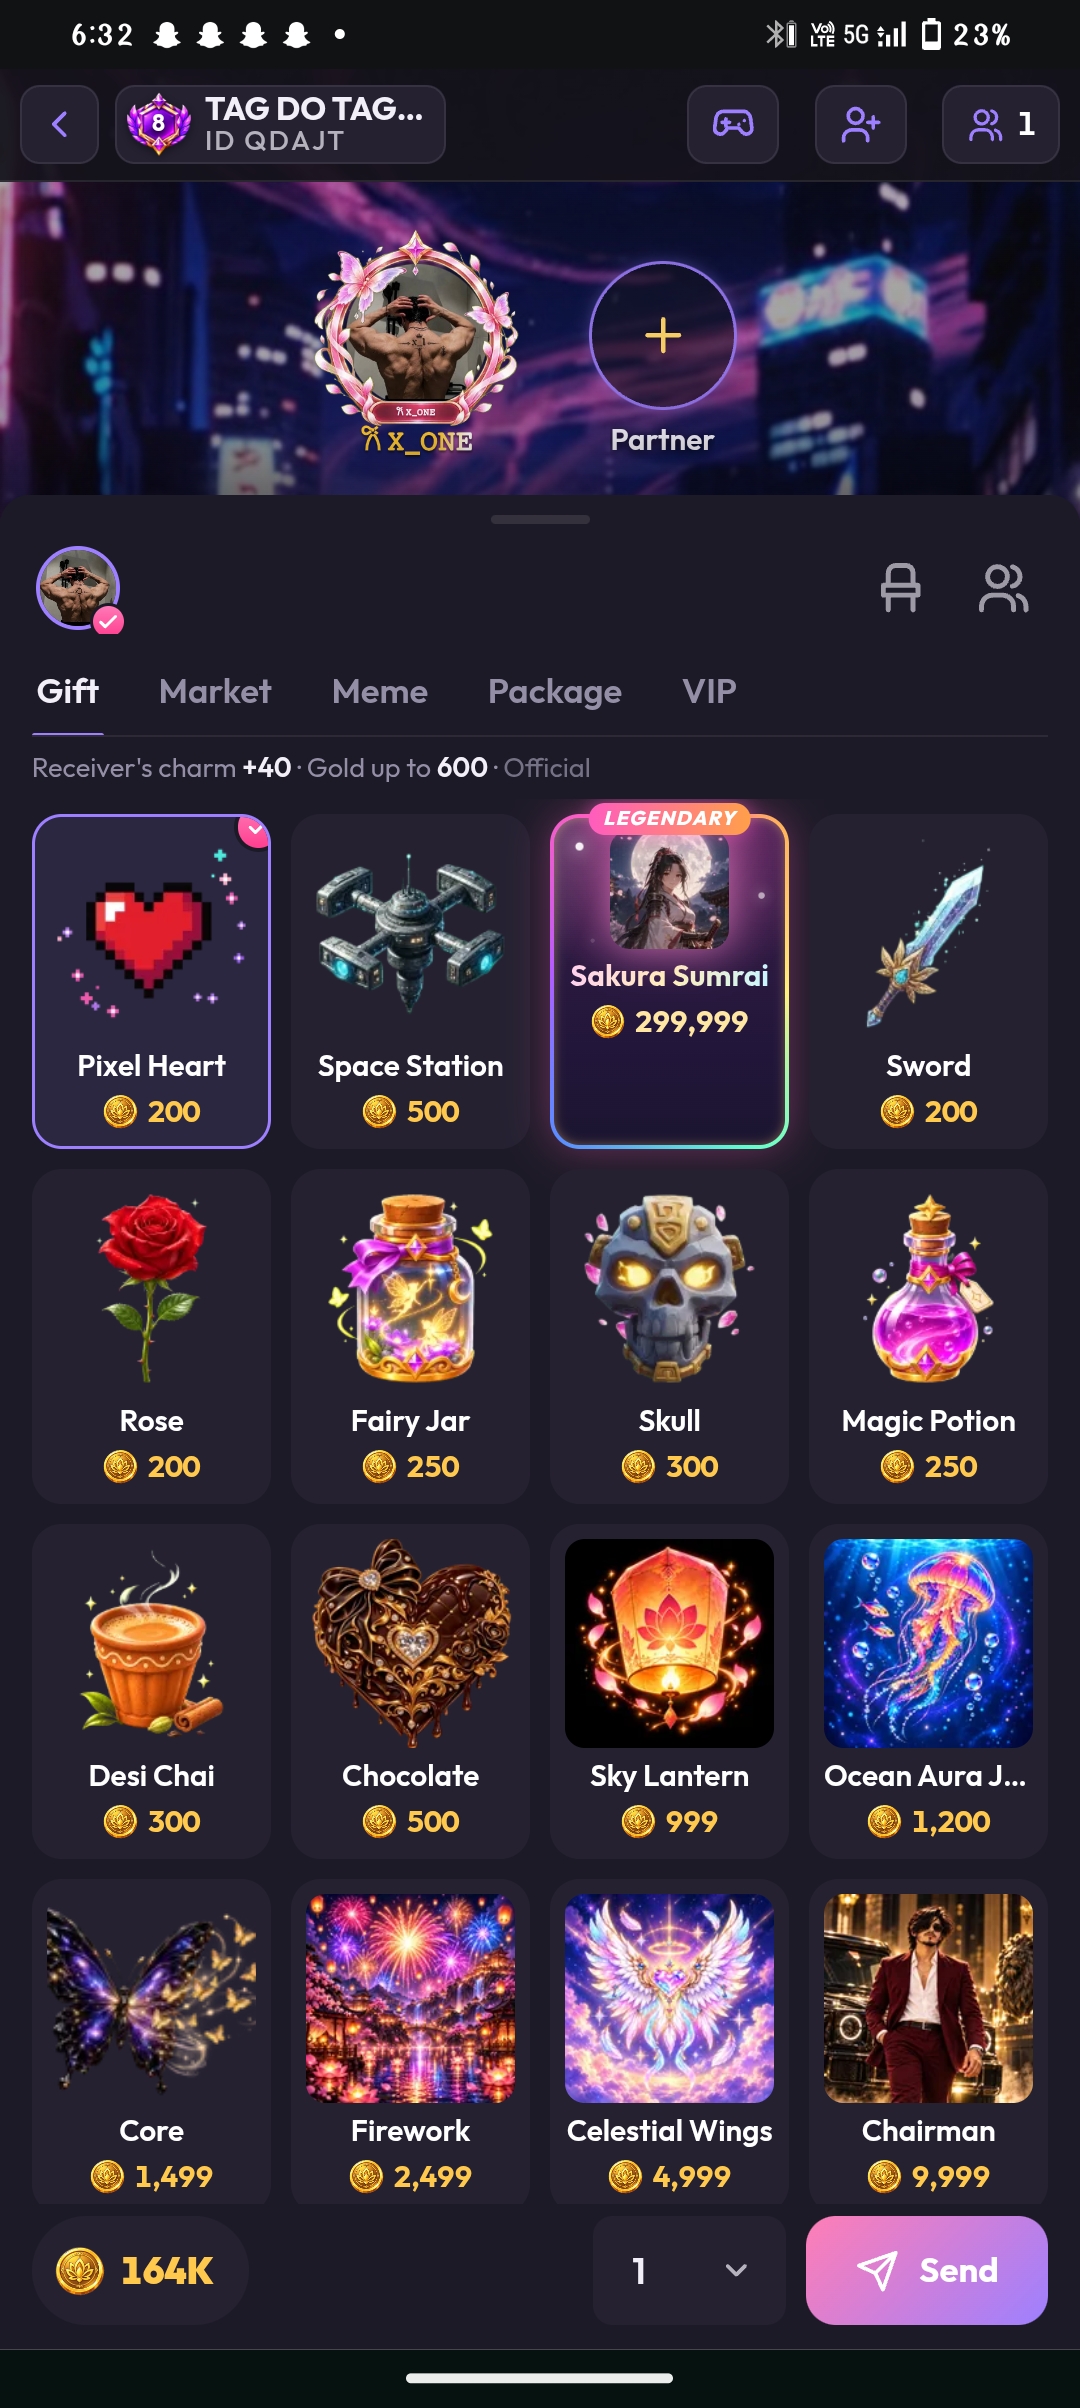 6:32
Vo)) LTE 5G 23%
8
TAG DO TAG...
ID QDAJT
1
X_ONE
X_ONE
Partner
Gift Market Meme Package VIP
Receiver's charm +40 · Gold up to 600 · Official
LEGENDARY
Pixel Heart
200
Space Station
500
Sakura Sumrai
299,999
Sword
200
Rose
200
Fairy Jar
250
Skull
300
Magic Potion
250
Desi Chai
300
Chocolate
500
Sky Lantern
999
Ocean Aura J...
1,200
Core
1,499
Firework
2,499
Celestial Wings
4,999
Chairman
9,999
164K
1
Send